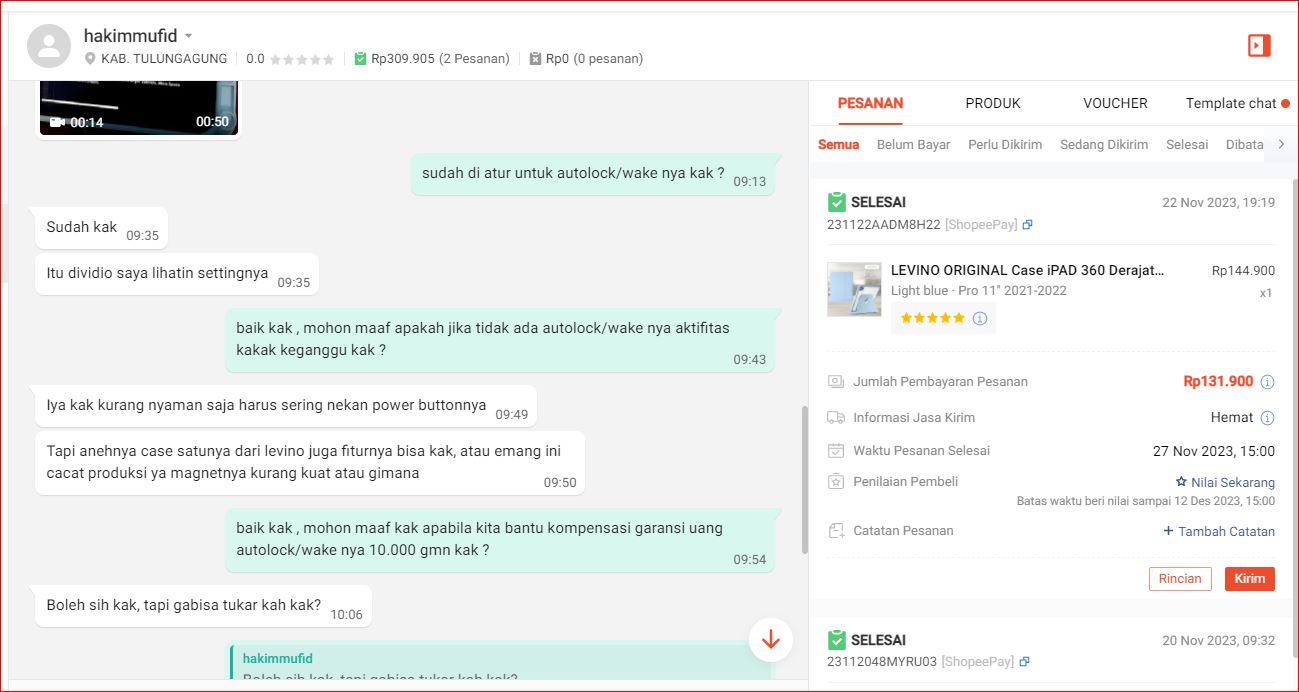 hakimmufid
KAB. TULUNGAGUNG
0.0
Rp309.905 (2 Pesanan)
Rp0 (0 pesanan)
00:14
00:50
sudah di atur untuk autolock/wake nya kak ?
09:13
Sudah kak
09:35
Itu dividio saya lihatin settingnya
09:35
baik kak , mohon maaf apakah jika tidak ada autolock/wake nya aktifitas
kakak keganggu kak ?
09:43
Iya kak kurang nyaman saja harus sering nekan power buttonnya
09:49
Tapi anehnya case satunya dari levino juga fiturnya bisa kak, atau emang ini
cacat produksi ya magnetnya kurang kuat atau gimana
09:50
baik kak , mohon maaf kak apabila kita bantu kompensasi garansi uang
autolock/wake nya 10.000 gmn kak ?
09:54
Boleh sih kak, tapi gabisa tukar kah kak?
10:06
hakimmufid
Boleh sih kak, tapi gabisa tukar kah kak?
PESANAN
PRODUK
VOUCHER
Template chat
Semua
Belum Bayar
Perlu Dikirim
Sedang Dikirim
Selesai
Dibata
SELESAI
22 Nov 2023, 19:19
231122AADM8H22 [ShopeePay]
LEVINO ORIGINAL Case iPAD 360 Derajat...
Rp144.900
Light blue · Pro 11" 2021-2022
x1
Jumlah Pembayaran Pesanan
Rp131.900
Informasi Jasa Kirim
Hemat
Waktu Pesanan Selesai
27 Nov 2023, 15:00
Penilaian Pembeli
Nilai Sekarang
Batas waktu beri nilai sampai 12 Des 2023, 15:00
Catatan Pesanan
+ Tambah Catatan
Rincian
Kirim
SELESAI
20 Nov 2023, 09:32
23112048MYRU03 [ShopeePay]